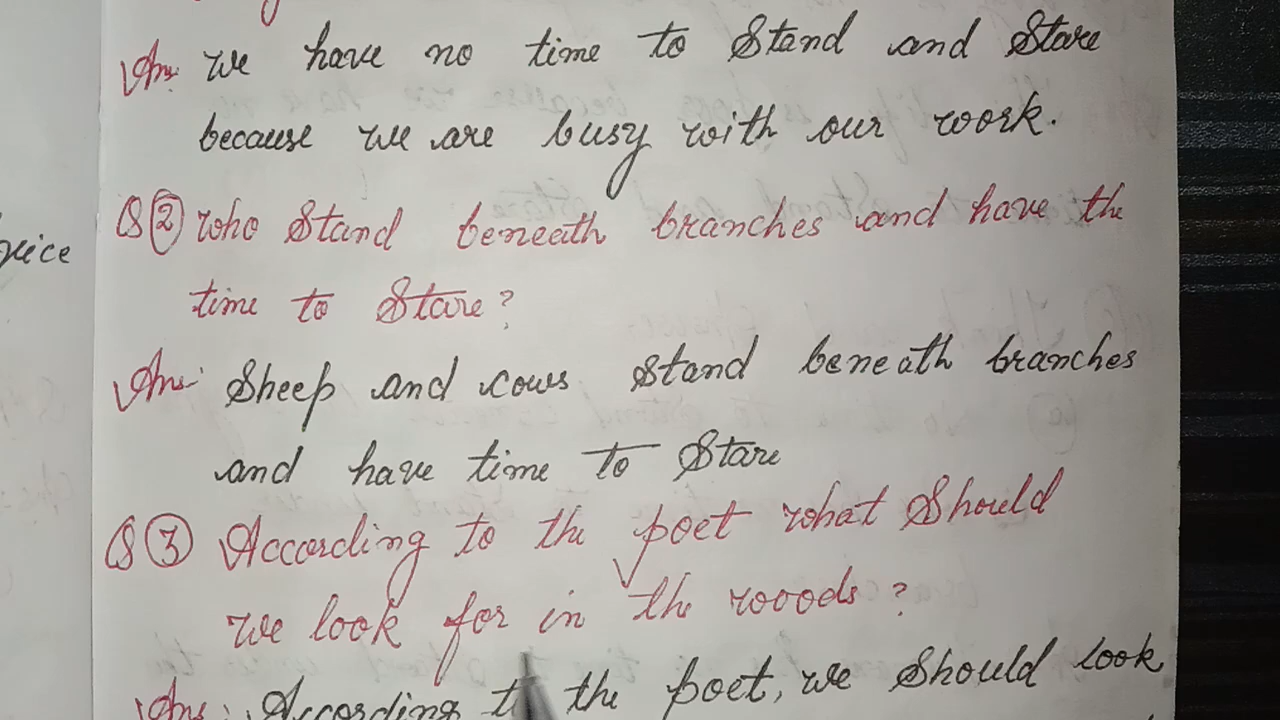 Ans. we have no time to Stand and Stare
because we are busy with our work.
Q② who Stand beneath branches and have the
time to Stare?
Ans. Sheep and cows stand beneath branches
and have time to Stare
Q③ According to the poet what Should
we look for in the woods?
Ans: According to the poet, we Should look